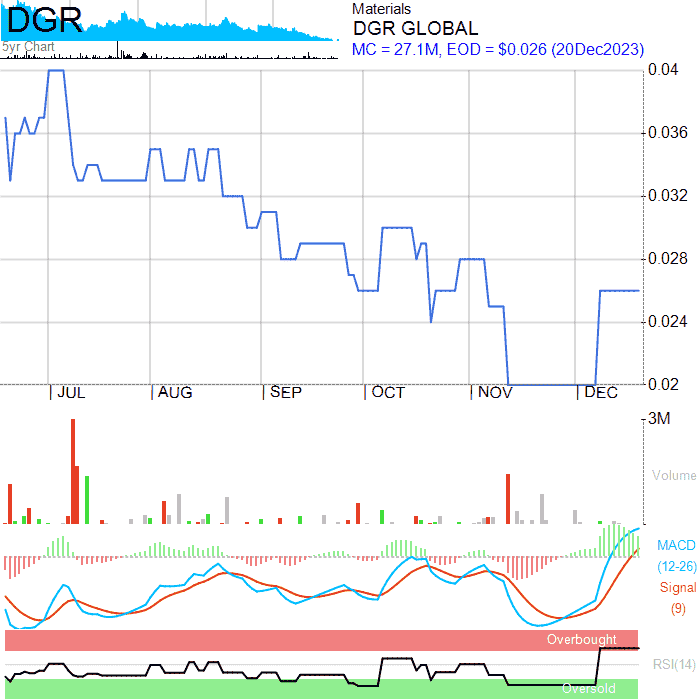 DGR
5yr Chart
Materials
DGR GLOBAL
MC = 27.1M, EOD = $0.026 (20Dec2023)
0.04
0.036
0.032
0.028
0.024
0.02
JUL AUG SEP OCT NOV DEC
3M
Volume
MACD
(12-26)
Signal
(9)
Overbought
RSI(14)
Oversold